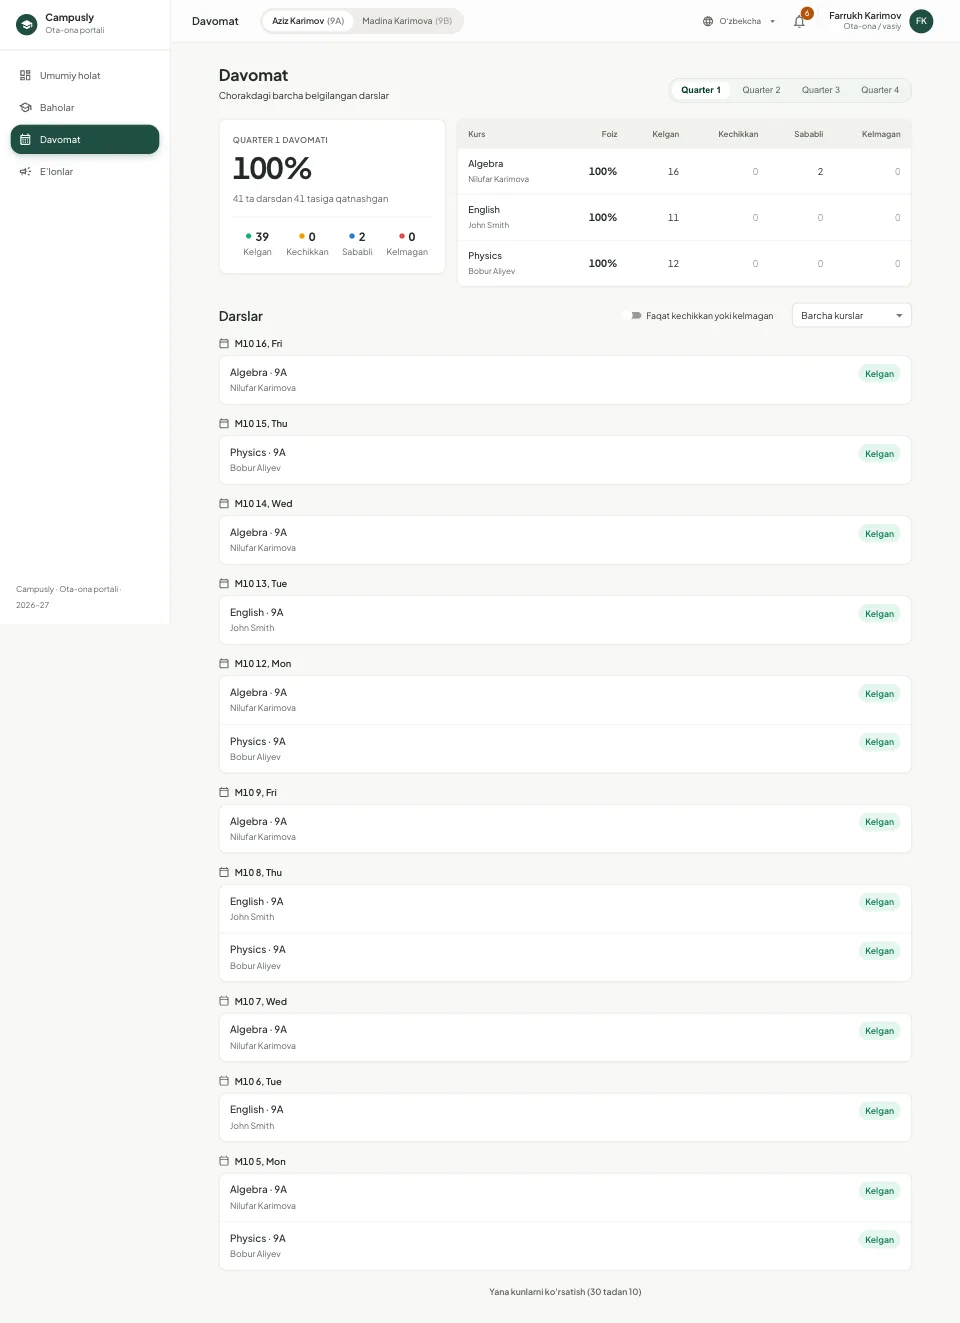 Campusly
Ota-ona portali
Umumiy holat
Baholar
Davomat
E'lonlar
Campusly · Ota-ona portali ·
2026–27
Davomat
Aziz Karimov (9A)
Madina Karimova (9B)
O'zbekcha
6
Farrukh Karimov
Ota-ona / vasiy
FK
Davomat
Chorakdagi barcha belgilangan darslar
Quarter 1
Quarter 2
Quarter 3
Quarter 4
QUARTER 1 DAVOMATI
100%
41 ta darsdan 41 tasiga qatnashgan
39 0 2 0
Kelgan Kechikkan Sababli Kelmagan
Kurs Foiz Kelgan Kechikkan Sababli Kelmagan
Algebra
Nilufar Karimova
100% 16 0 2 0
English
John Smith
100% 11 0 0 0
Physics
Bobur Aliyev
100% 12 0 0 0
Darslar
Faqat kechikkan yoki kelmagan
Barcha kurslar
M10 16, Fri
Algebra · 9A
Nilufar Karimova
Kelgan
M10 15, Thu
Physics · 9A
Bobur Aliyev
Kelgan
M10 14, Wed
Algebra · 9A
Nilufar Karimova
Kelgan
M10 13, Tue
English · 9A
John Smith
Kelgan
M10 12, Mon
Algebra · 9A
Nilufar Karimova
Kelgan
Physics · 9A
Bobur Aliyev
Kelgan
M10 9, Fri
Algebra · 9A
Nilufar Karimova
Kelgan
M10 8, Thu
English · 9A
John Smith
Kelgan
Physics · 9A
Bobur Aliyev
Kelgan
M10 7, Wed
Algebra · 9A
Nilufar Karimova
Kelgan
M10 6, Tue
English · 9A
John Smith
Kelgan
M10 5, Mon
Algebra · 9A
Nilufar Karimova
Kelgan
Physics · 9A
Bobur Aliyev
Kelgan
Yana kunlarni ko'rsatish (30 tadan 10)